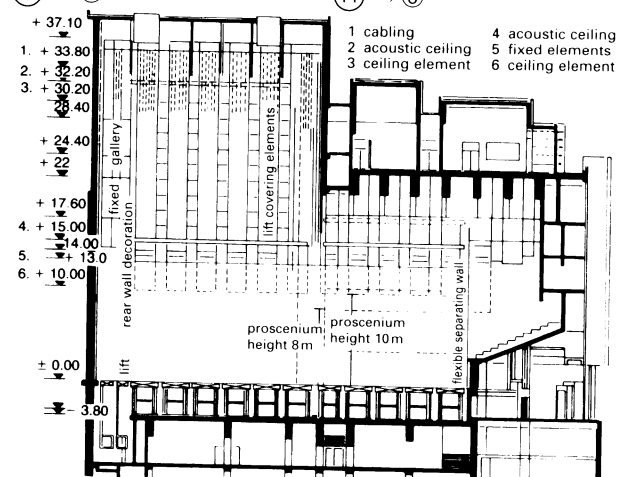 1 cabling
2 acoustic ceiling
3 ceiling element
4 acoustic ceiling
5 fixed elements
6 ceiling element
+ 37.10
1. + 33.80
2. + 32.20
3. + 30.20
28.40
+ 24.40
+ 22
+ 17.60
4. + 15.00
14.00
5. + 13.0
6. + 10.00
± 0.00
- 3.80
fixed gallery
rear wall decoration
lift
lift covering elements
proscenium
height 8 m
proscenium
height 10 m
flexible separating wall